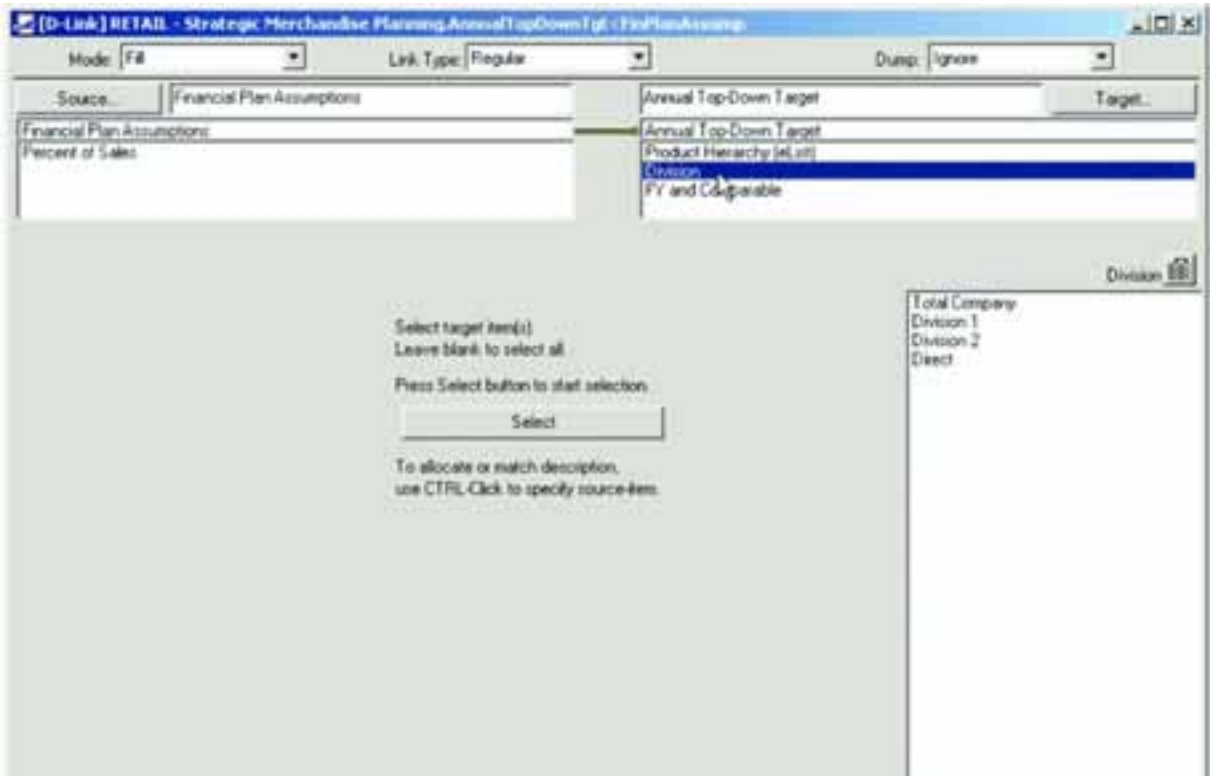 [D-Link] RETAIL - Strategic Merchandise Planning.AnnualTopDownTgt <FinPlanAssump
Mode: Fill Link Type: Regular Dump: Ignore
Source... Financial Plan Assumptions Annual Top-Down Target Target...
Financial Plan Assumptions Annual Top-Down Target
Percent of Sales Product Hierarchy (eList)
Division
FY and Comparable
Division
Total Company
Division 1
Division 2
Direct
Select target item(s)
Leave blank to select all
Press Select button to start selection.
Select
To allocate or match description,
use CTRL-Click to specify source-item.